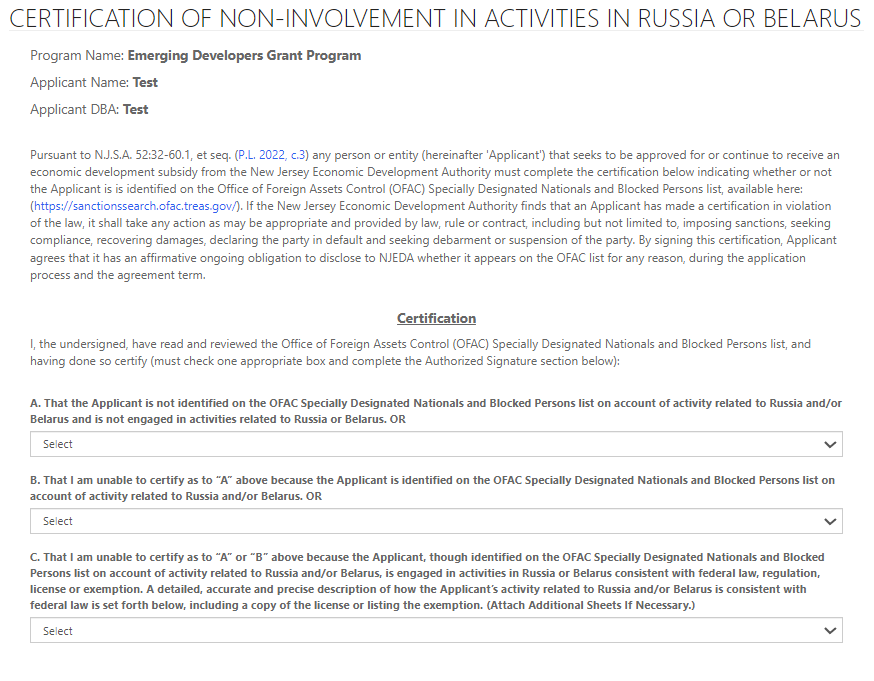 CERTIFICATION OF NON-INVOLVEMENT IN ACTIVITIES IN RUSSIA OR BELARUS
Program Name: Emerging Developers Grant Program
Applicant Name: Test
Applicant DBA: Test
Pursuant to N.J.S.A. 52:32-60.1, et seq. (P.L. 2022, c.3) any person or entity (hereinafter 'Applicant') that seeks to be approved for or continue to receive an
economic development subsidy from the New Jersey Economic Development Authority must complete the certification below indicating whether or not
the Applicant is is identified on the Office of Foreign Assets Control (OFAC) Specially Designated Nationals and Blocked Persons list, available here:
(https://sanctionssearch.ofac.treas.gov/). If the New Jersey Economic Development Authority finds that an Applicant has made a certification in violation
of the law, it shall take any action as may be appropriate and provided by law, rule or contract, including but not limited to, imposing sanctions, seeking
compliance, recovering damages, declaring the party in default and seeking debarment or suspension of the party. By signing this certification, Applicant
agrees that it has an affirmative ongoing obligation to disclose to NJEDA whether it appears on the OFAC list for any reason, during the application
process and the agreement term.
Certification
I, the undersigned, have read and reviewed the Office of Foreign Assets Control (OFAC) Specially Designated Nationals and Blocked Persons list, and
having done so certify (must check one appropriate box and complete the Authorized Signature section below):
A. That the Applicant is not identified on the OFAC Specially Designated Nationals and Blocked Persons list on account of activity related to Russia and/or
Belarus and is not engaged in activities related to Russia or Belarus. OR
Select
B. That I am unable to certify as to “A” above because the Applicant is identified on the OFAC Specially Designated Nationals and Blocked Persons list on
account of activity related to Russia and/or Belarus. OR
Select
C. That I am unable to certify as to “A” or “B” above because the Applicant, though identified on the OFAC Specially Designated Nationals and Blocked
Persons list on account of activity related to Russia and/or Belarus, is engaged in activities in Russia or Belarus consistent with federal law, regulation,
license or exemption. A detailed, accurate and precise description of how the Applicant’s activity related to Russia and/or Belarus is consistent with
federal law is set forth below, including a copy of the license or listing the exemption. (Attach Additional Sheets If Necessary.)
Select